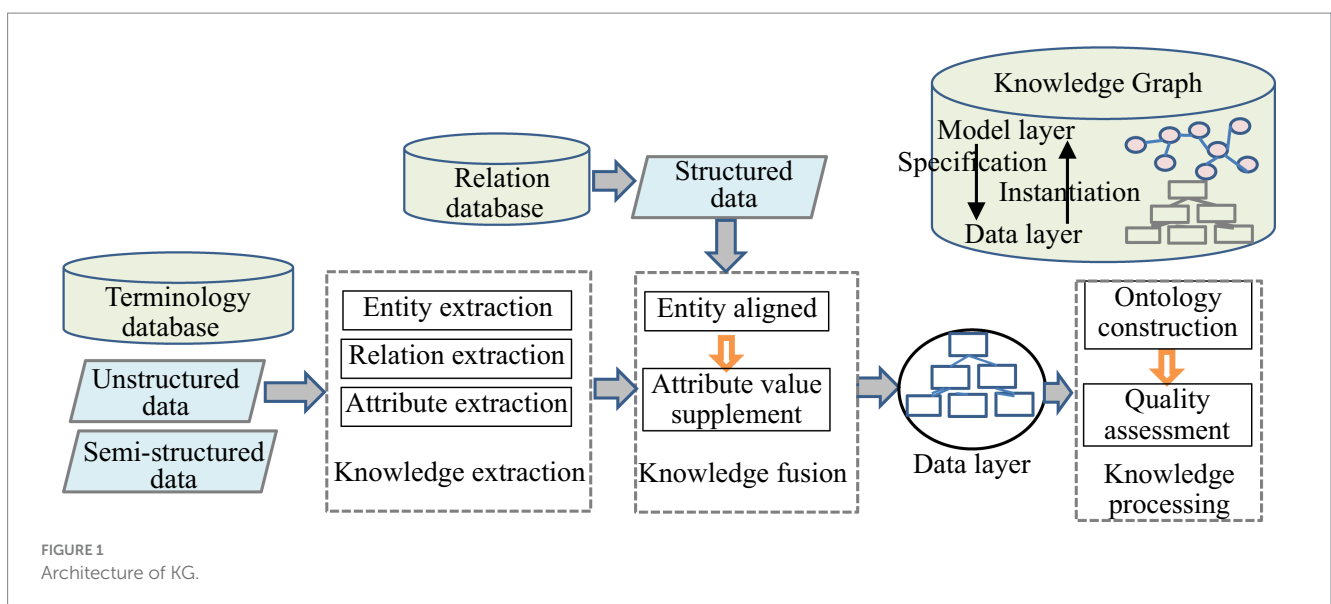 Knowledge Graph
Model layer
Specification
Instantiation
Data layer
Relation
database
Structured
data
Terminology
database
Unstructured
data
Semi-structured
data
Entity extraction
Relation extraction
Attribute extraction
Knowledge extraction
Entity aligned
Attribute value
supplement
Knowledge fusion
Data layer
Ontology
construction
Quality
assessment
Knowledge
processing
FIGURE 1
Architecture of KG.